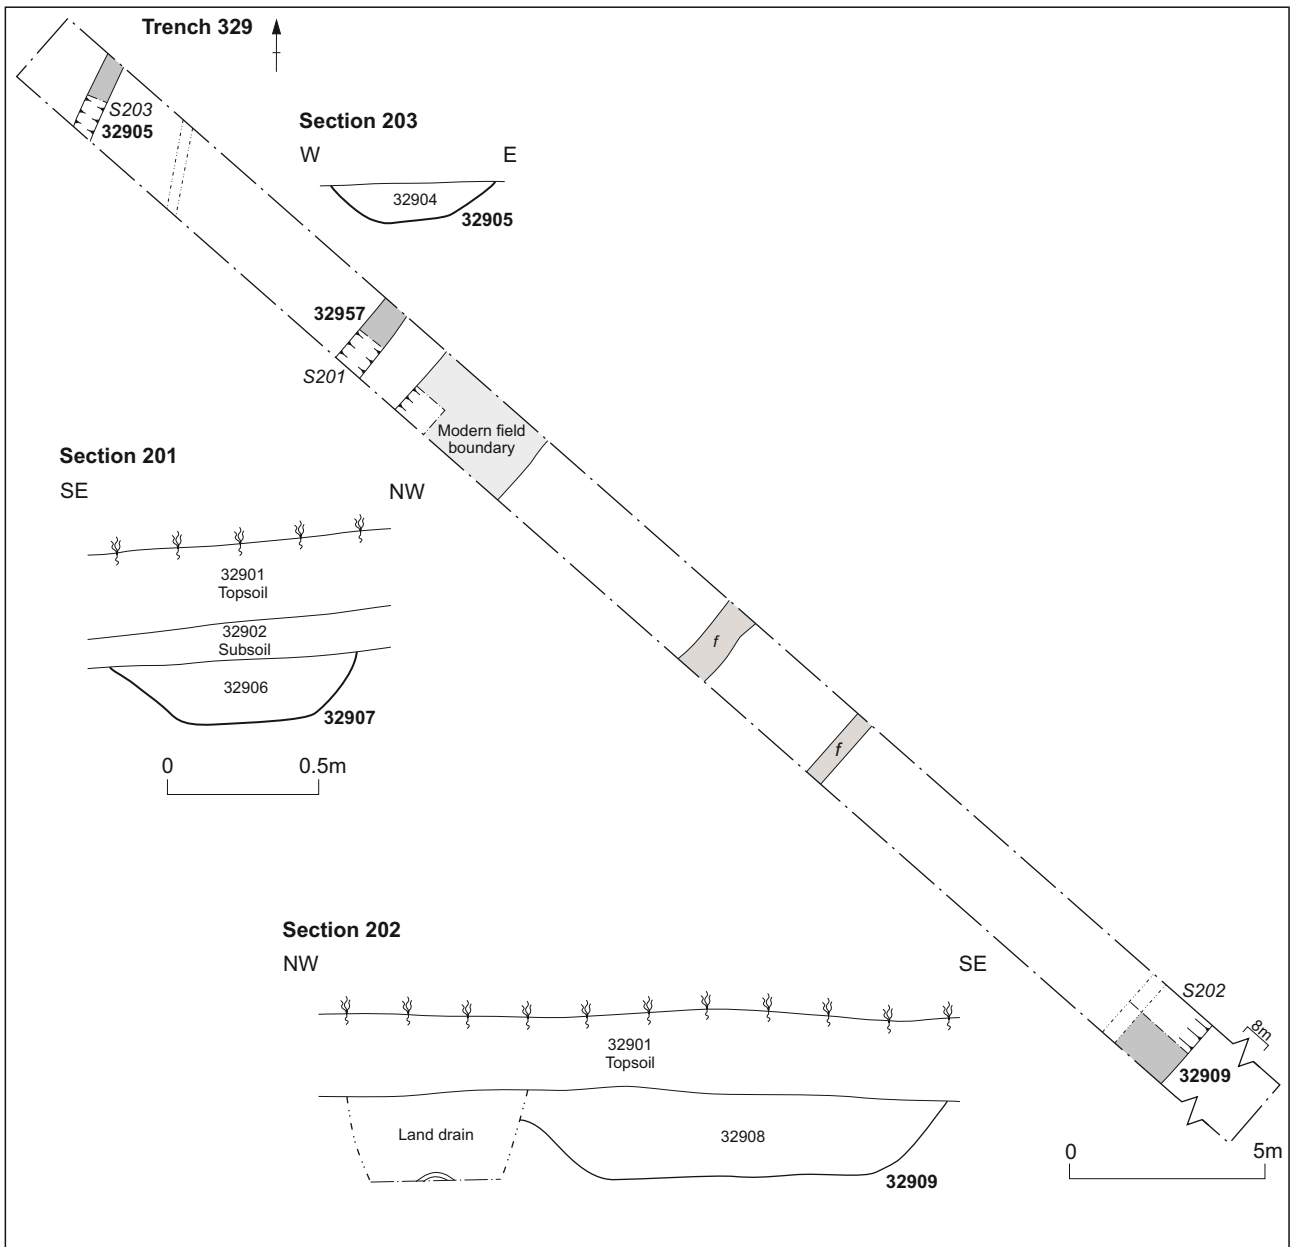 Trench 329
S203
32905
Section 203
W
E
32904
32905
32957
S201
Modern field
boundary
Section 201
SE
NW
32901
Topsoil
32902
Subsoil
32906
32907
0
0.5m
f
f
Section 202
NW
SE
32901
Topsoil
Land drain
32908
32909
S202
8m
32909
0
5m